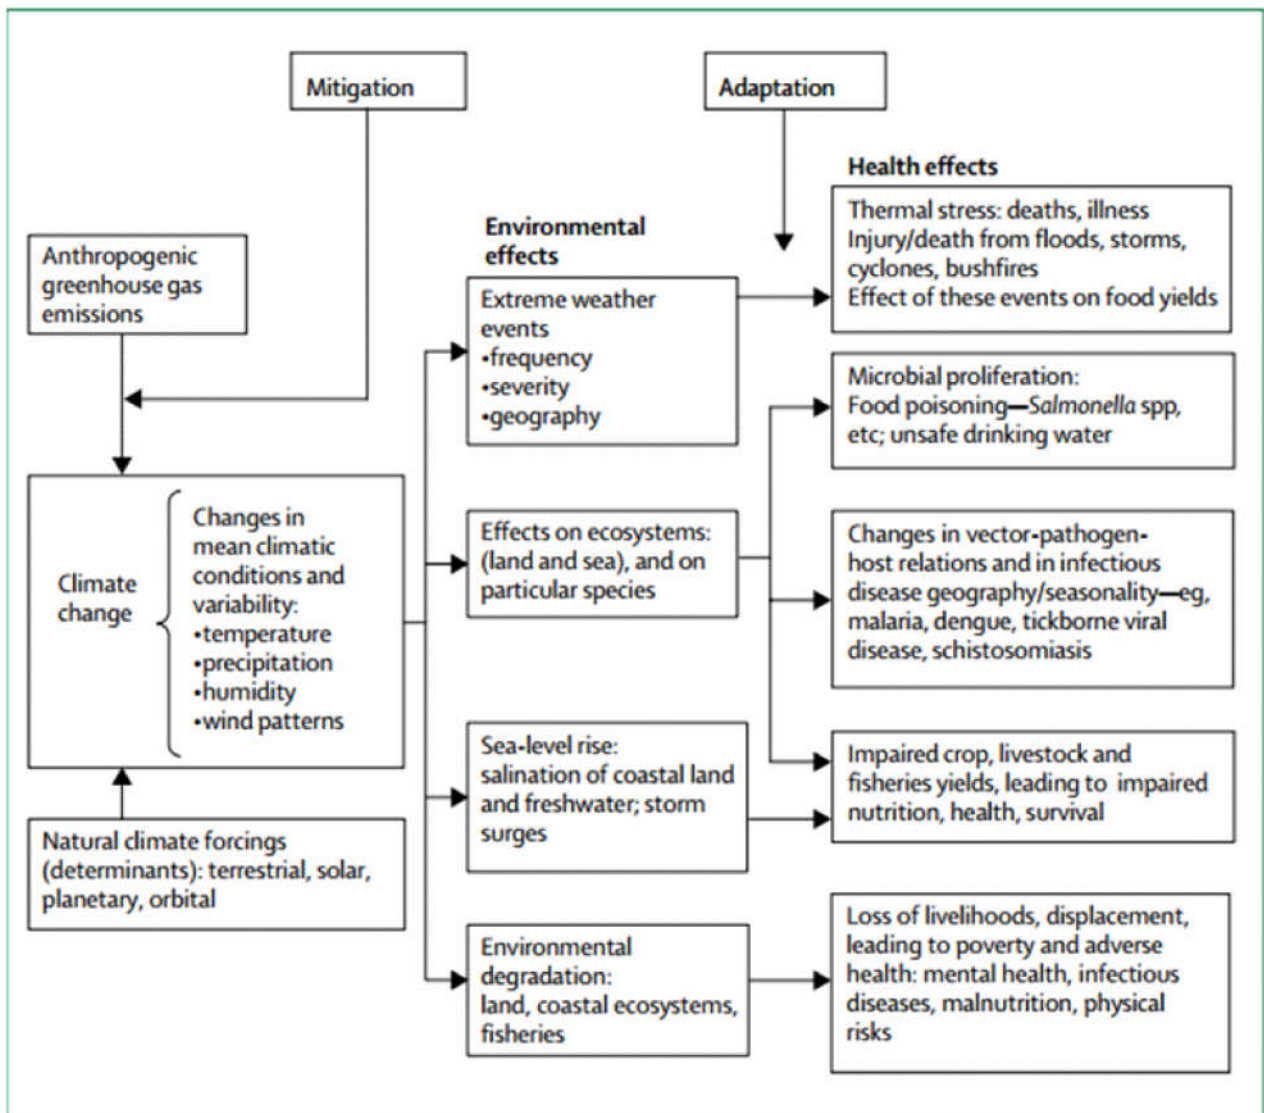 Mitigation
Adaptation
Anthropogenic
greenhouse gas
emissions
Climate
change
Changes in
mean climatic
conditions and
variability:
•temperature
•precipitation
•humidity
•wind patterns
Natural climate forcings
(determinants): terrestrial, solar,
planetary, orbital
Environmental
effects
Extreme weather
events
•frequency
•severity
•geography
Effects on ecosystems:
(land and sea), and on
particular species
Sea-level rise:
salination of coastal land
and freshwater; storm
surges
Environmental
degradation:
land, coastal ecosystems,
fisheries
Health effects
Thermal stress: deaths, illness
Injury/death from floods, storms,
cyclones, bushfires
Effect of these events on food yields
Microbial proliferation:
Food poisoning—Salmonella spp,
etc; unsafe drinking water
Changes in vector-pathogen-
host relations and in infectious
disease geography/seasonality—eg,
malaria, dengue, tickborne viral
disease, schistosomiasis
Impaired crop, livestock and
fisheries yields, leading to impaired
nutrition, health, survival
Loss of livelihoods, displacement,
leading to poverty and adverse
health: mental health, infectious
diseases, malnutrition, physical
risks